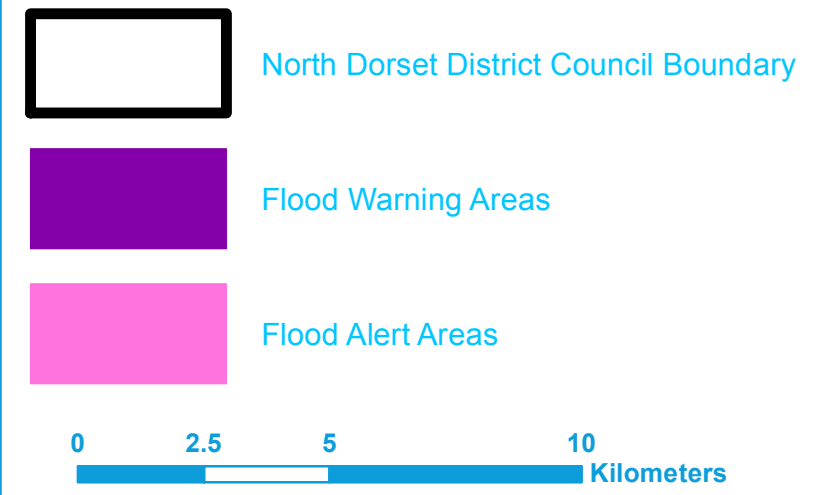 North Dorset District Council Boundary
Flood Warning Areas
Flood Alert Areas
0 2.5 5 10
Kilometers